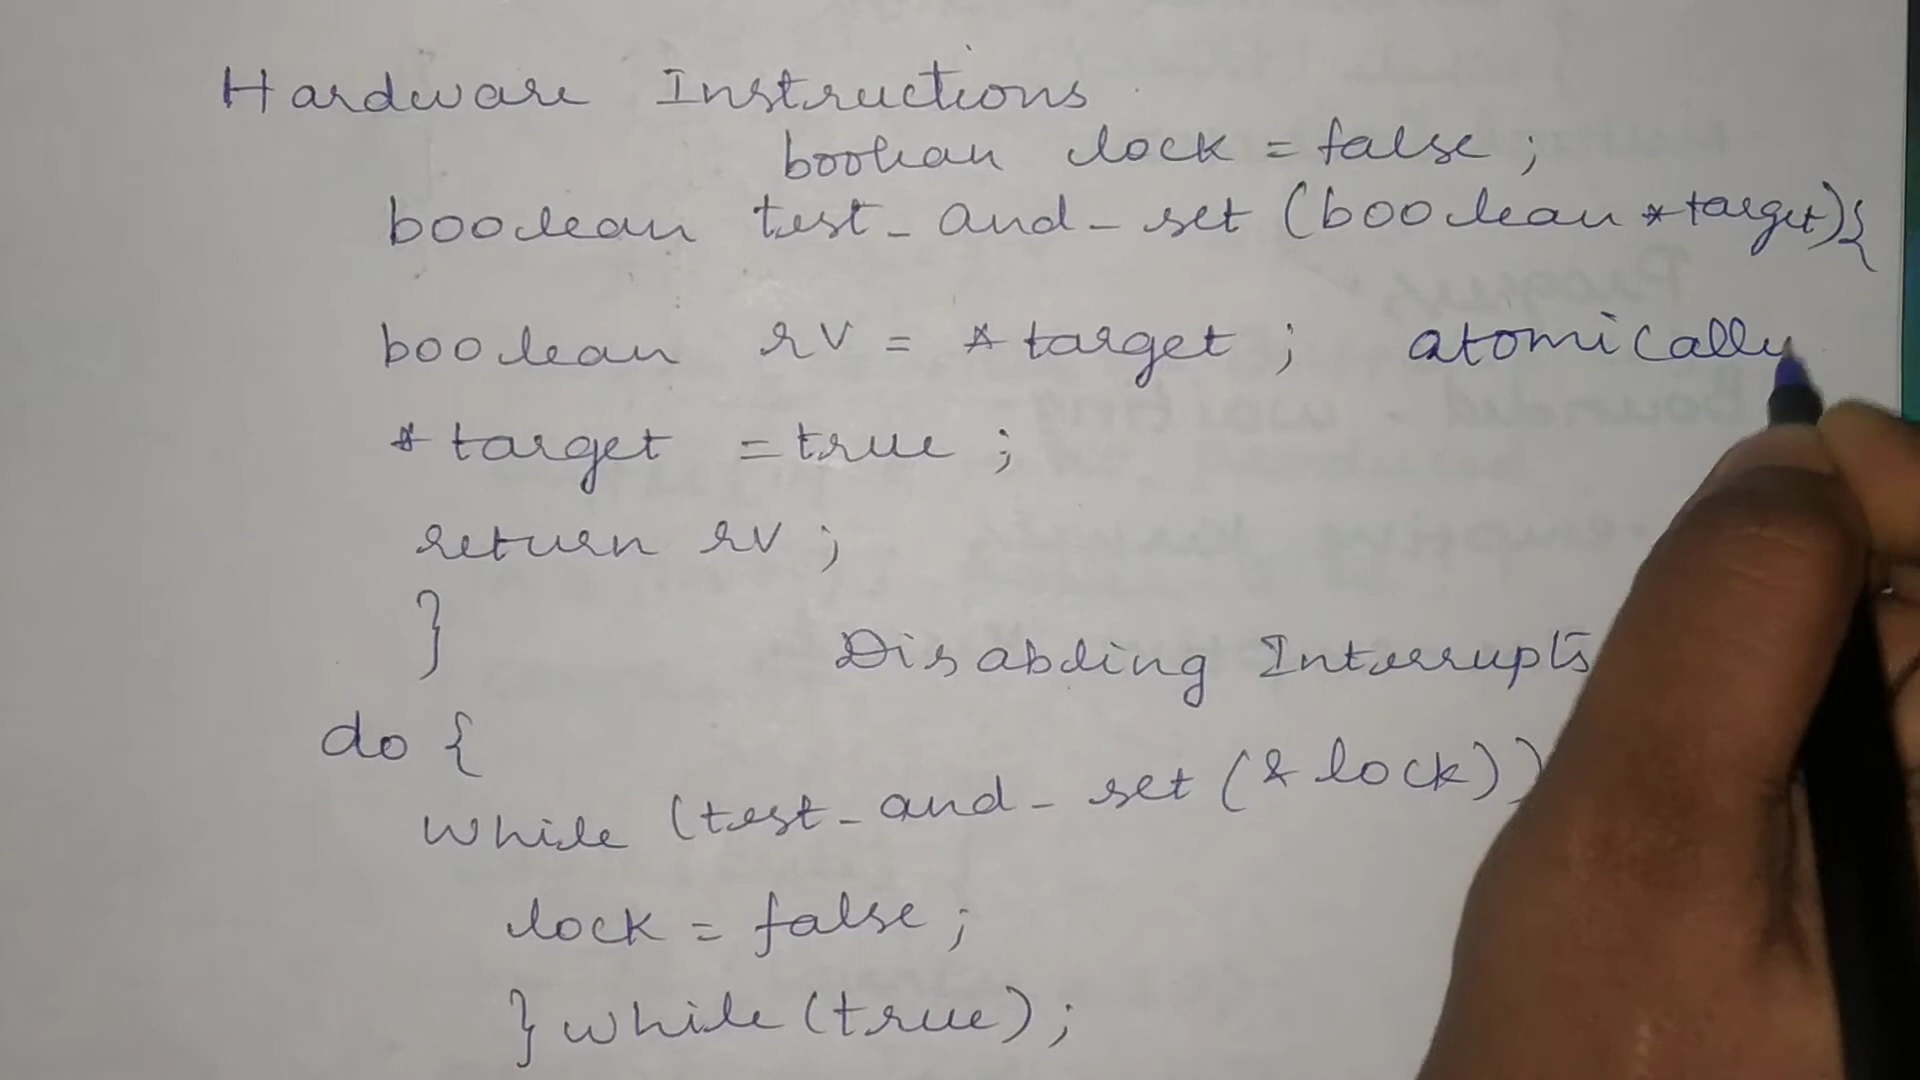 Hardware Instructions
boolean lock = false ;
boolean test_and_set (boolean *target){
boolean rv = *target ; atomically
*target = true ;
return rv ;
}
Disabling Interrupts
do {
while (test_and_set (& lock))
lock = false ;
} while (true) ;